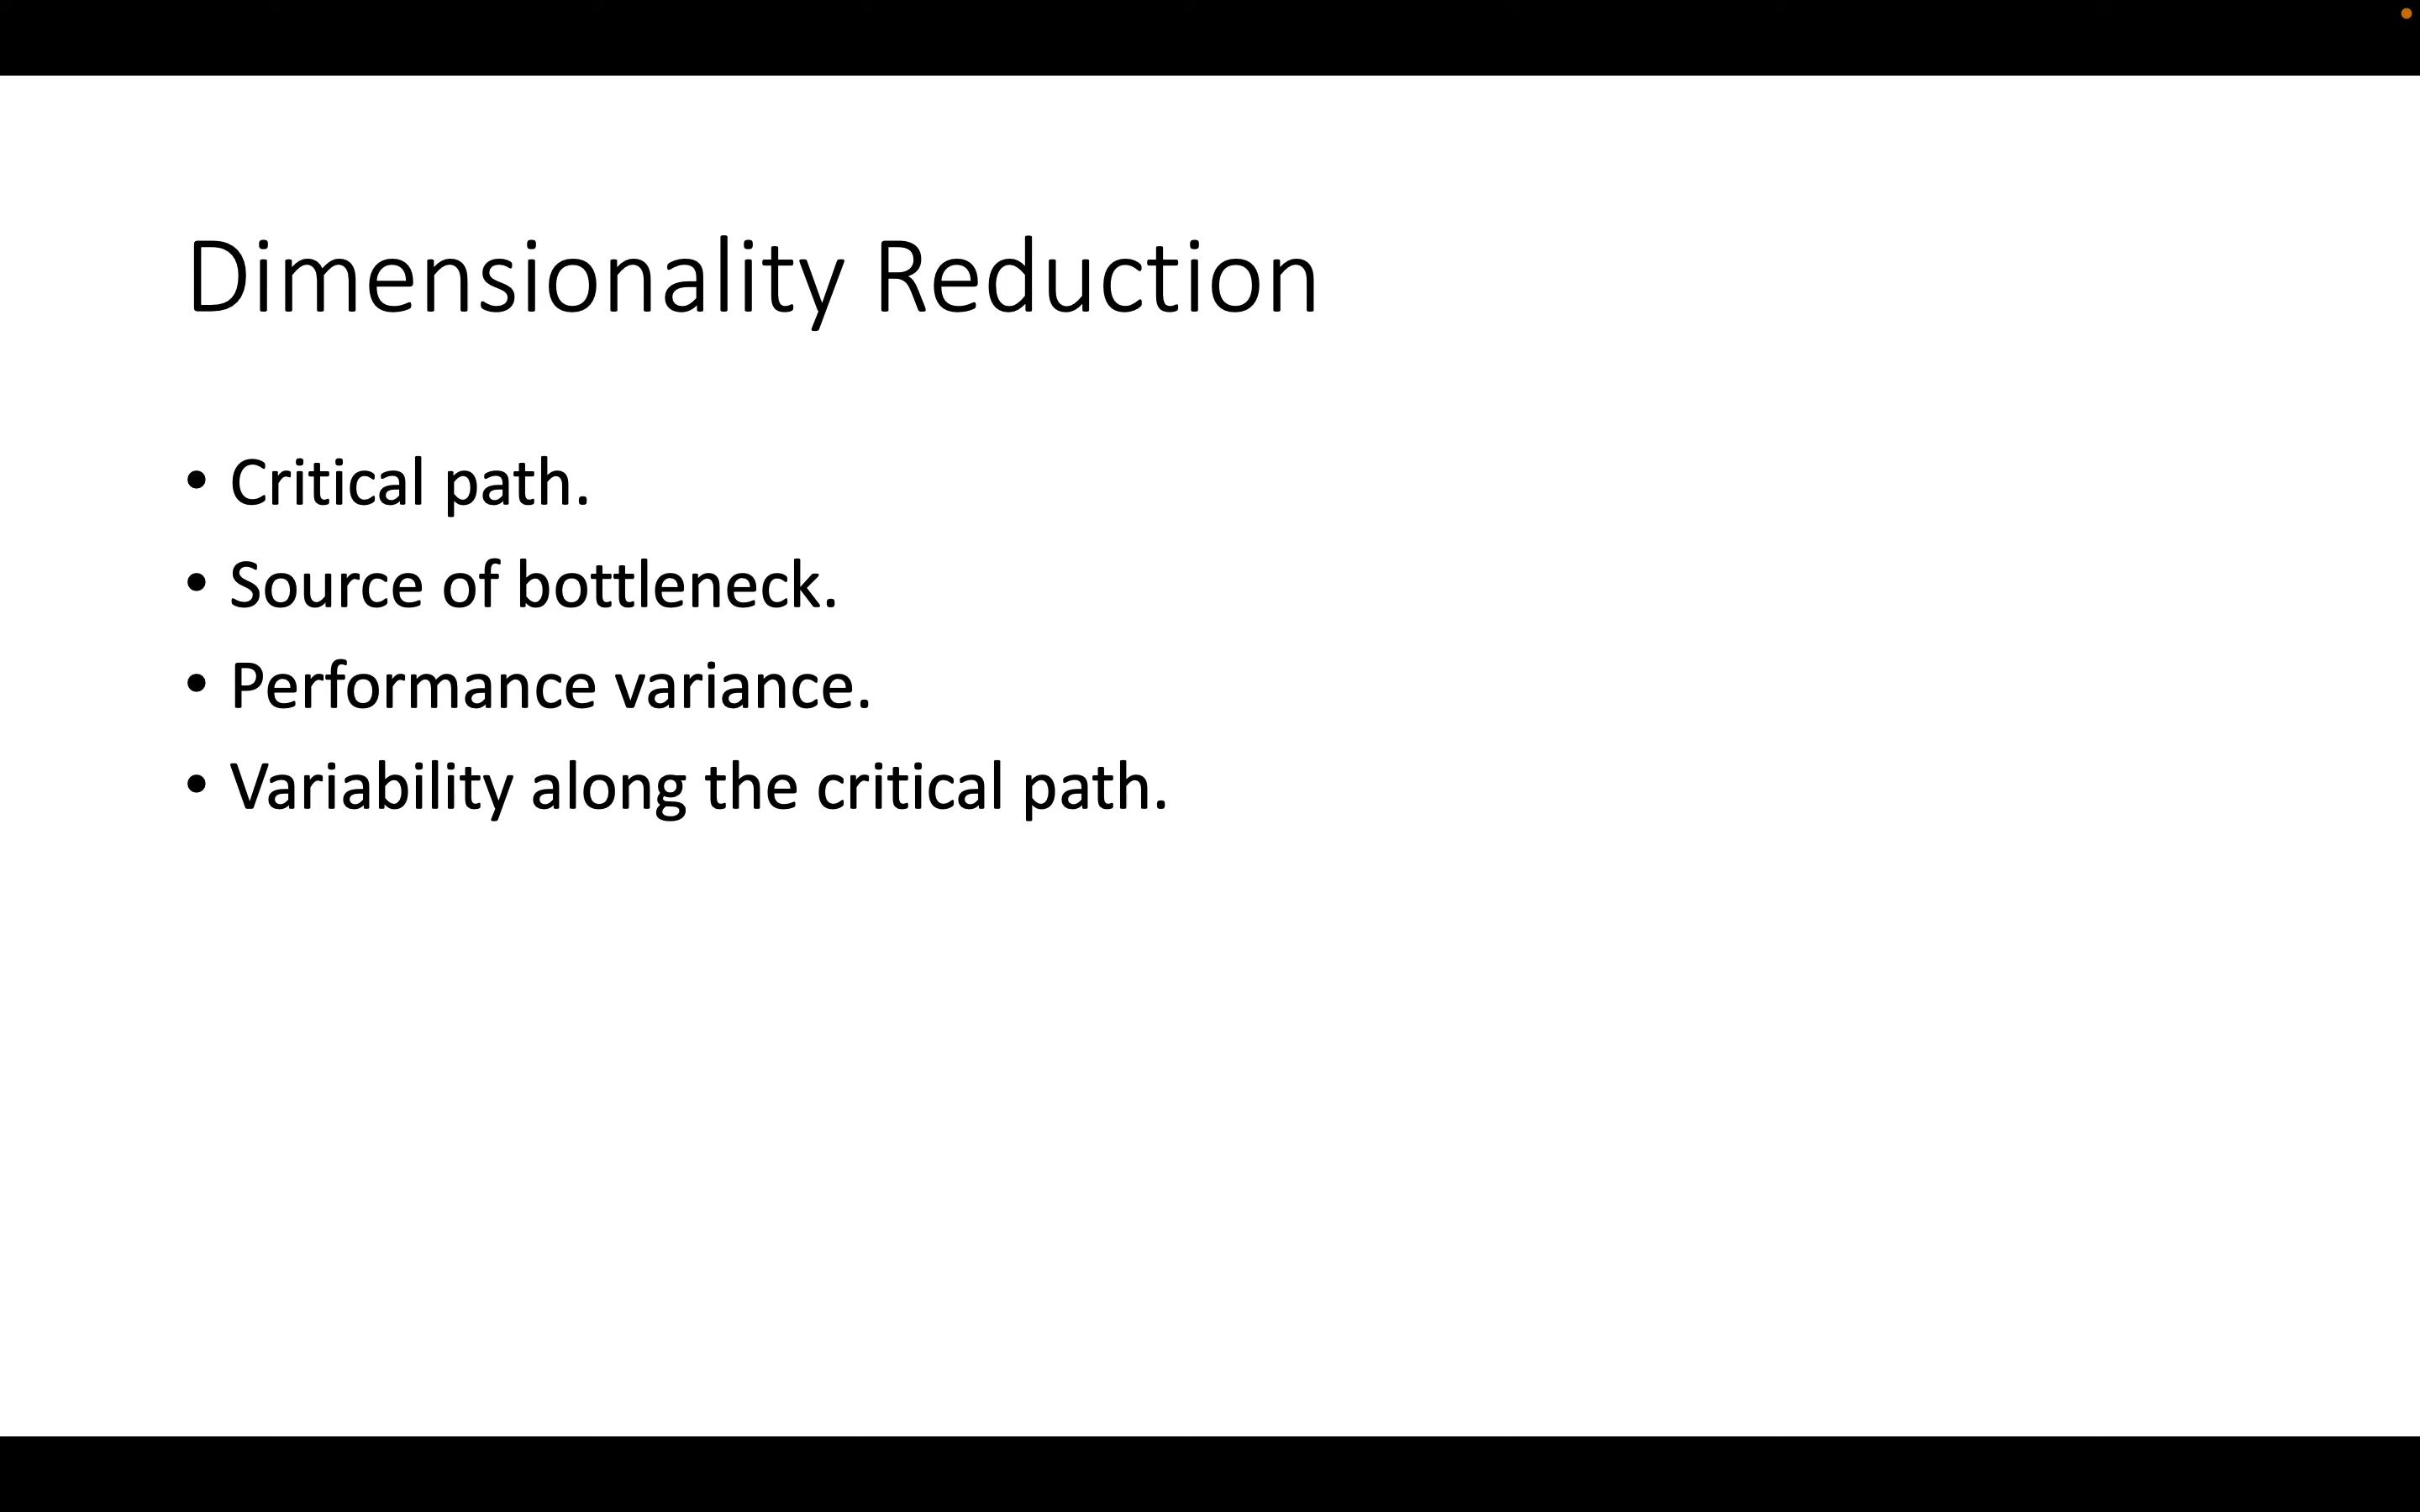 Dimensionality Reduction
• Critical path.
• Source of bottleneck.
• Performance variance.
• Variability along the critical path.